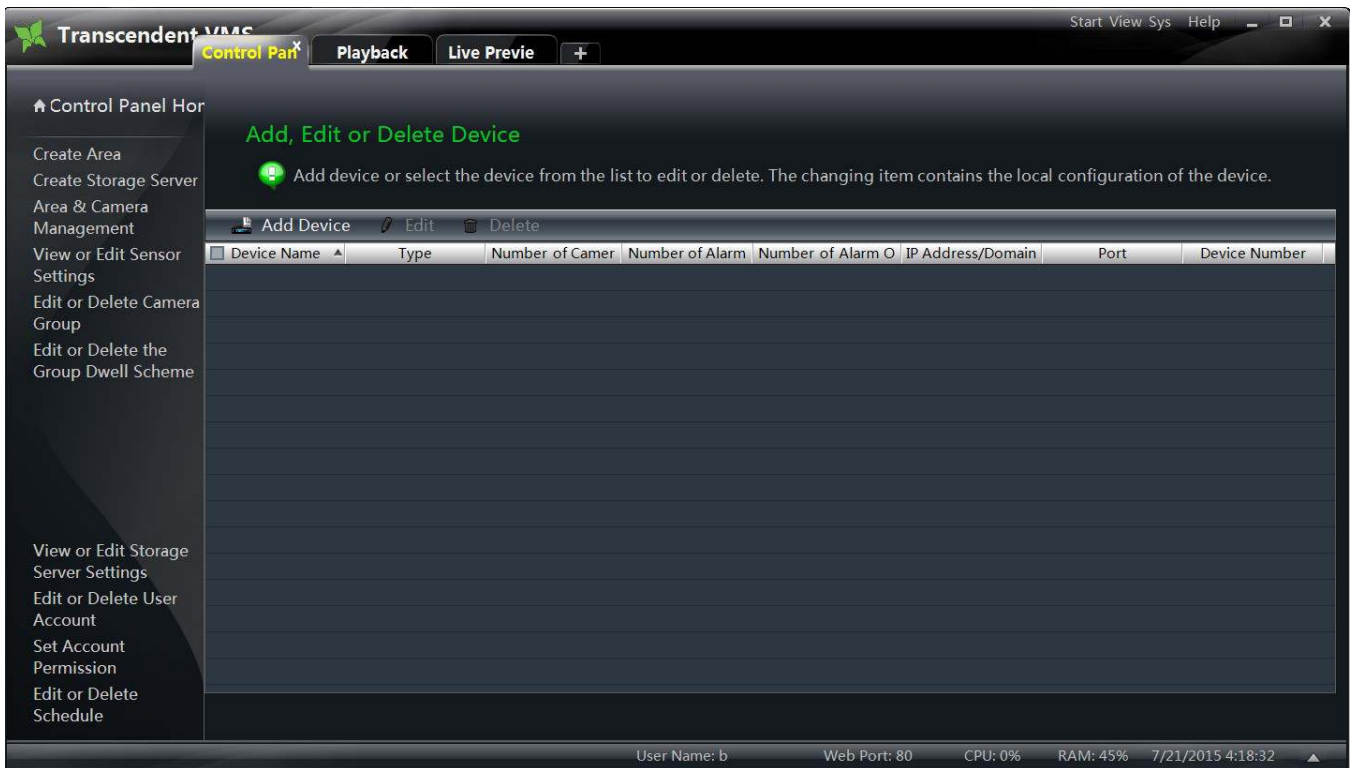 Transcendent VMS
Start View Sys Help
Control Pan x Playback Live Previe +
Control Panel Hor
Create Area
Create Storage Server
Area & Camera
Management
View or Edit Sensor
Settings
Edit or Delete Camera
Group
Edit or Delete the
Group Dwell Scheme
View or Edit Storage
Server Settings
Edit or Delete User
Account
Set Account
Permission
Edit or Delete
Schedule
Add, Edit or Delete Device
Add device or select the device from the list to edit or delete. The changing item contains the local configuration of the device.
Add Device Edit Delete
Device Name Type Number of Camer Number of Alarm Number of Alarm O IP Address/Domain Port Device Number
User Name: b Web Port: 80 CPU: 0% RAM: 45% 7/21/2015 4:18:32